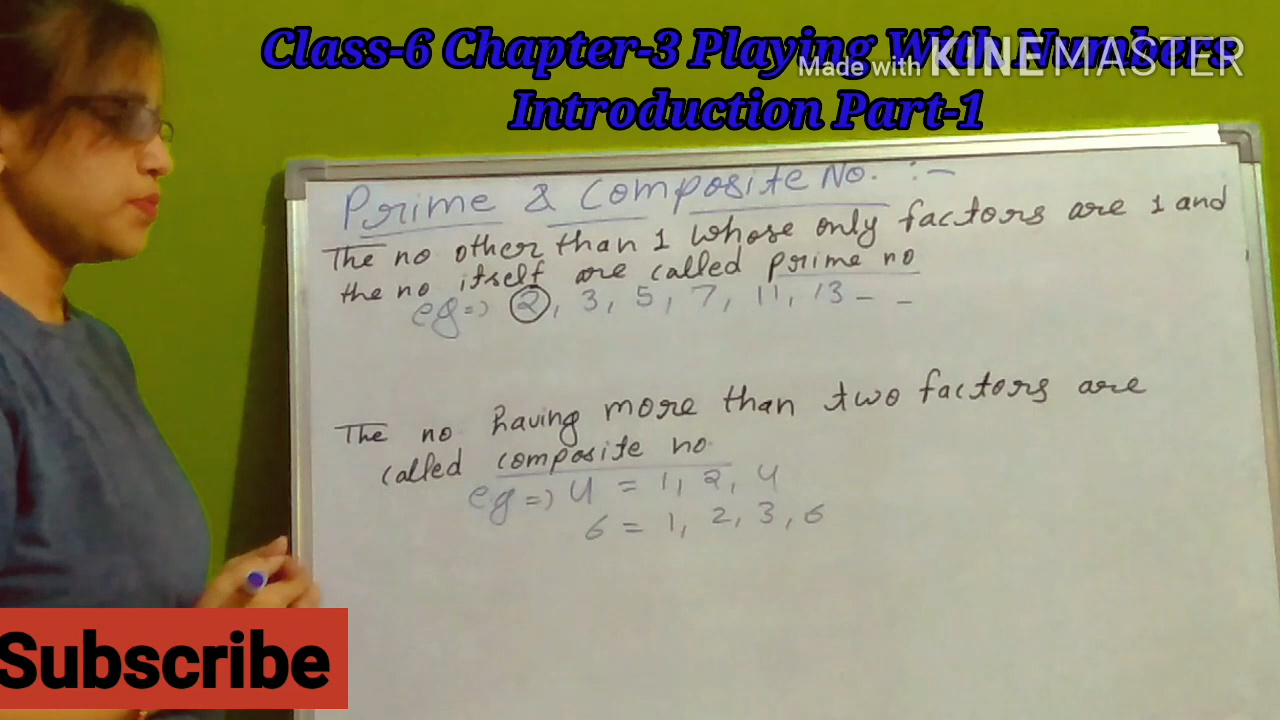 Class-6 Chapter-3 Playing With Numbers
Made with KINEMASTER
Introduction Part-1
Prime & Composite No. :-
The no other than 1 whose only factors are 1 and
the no itself are called prime no
eg=> 2, 3, 5, 7, 11, 13 - -
The no. having more than two factors are
called composite no.
eg=> 4 = 1, 2, 4
6 = 1, 2, 3, 6
Subscribe